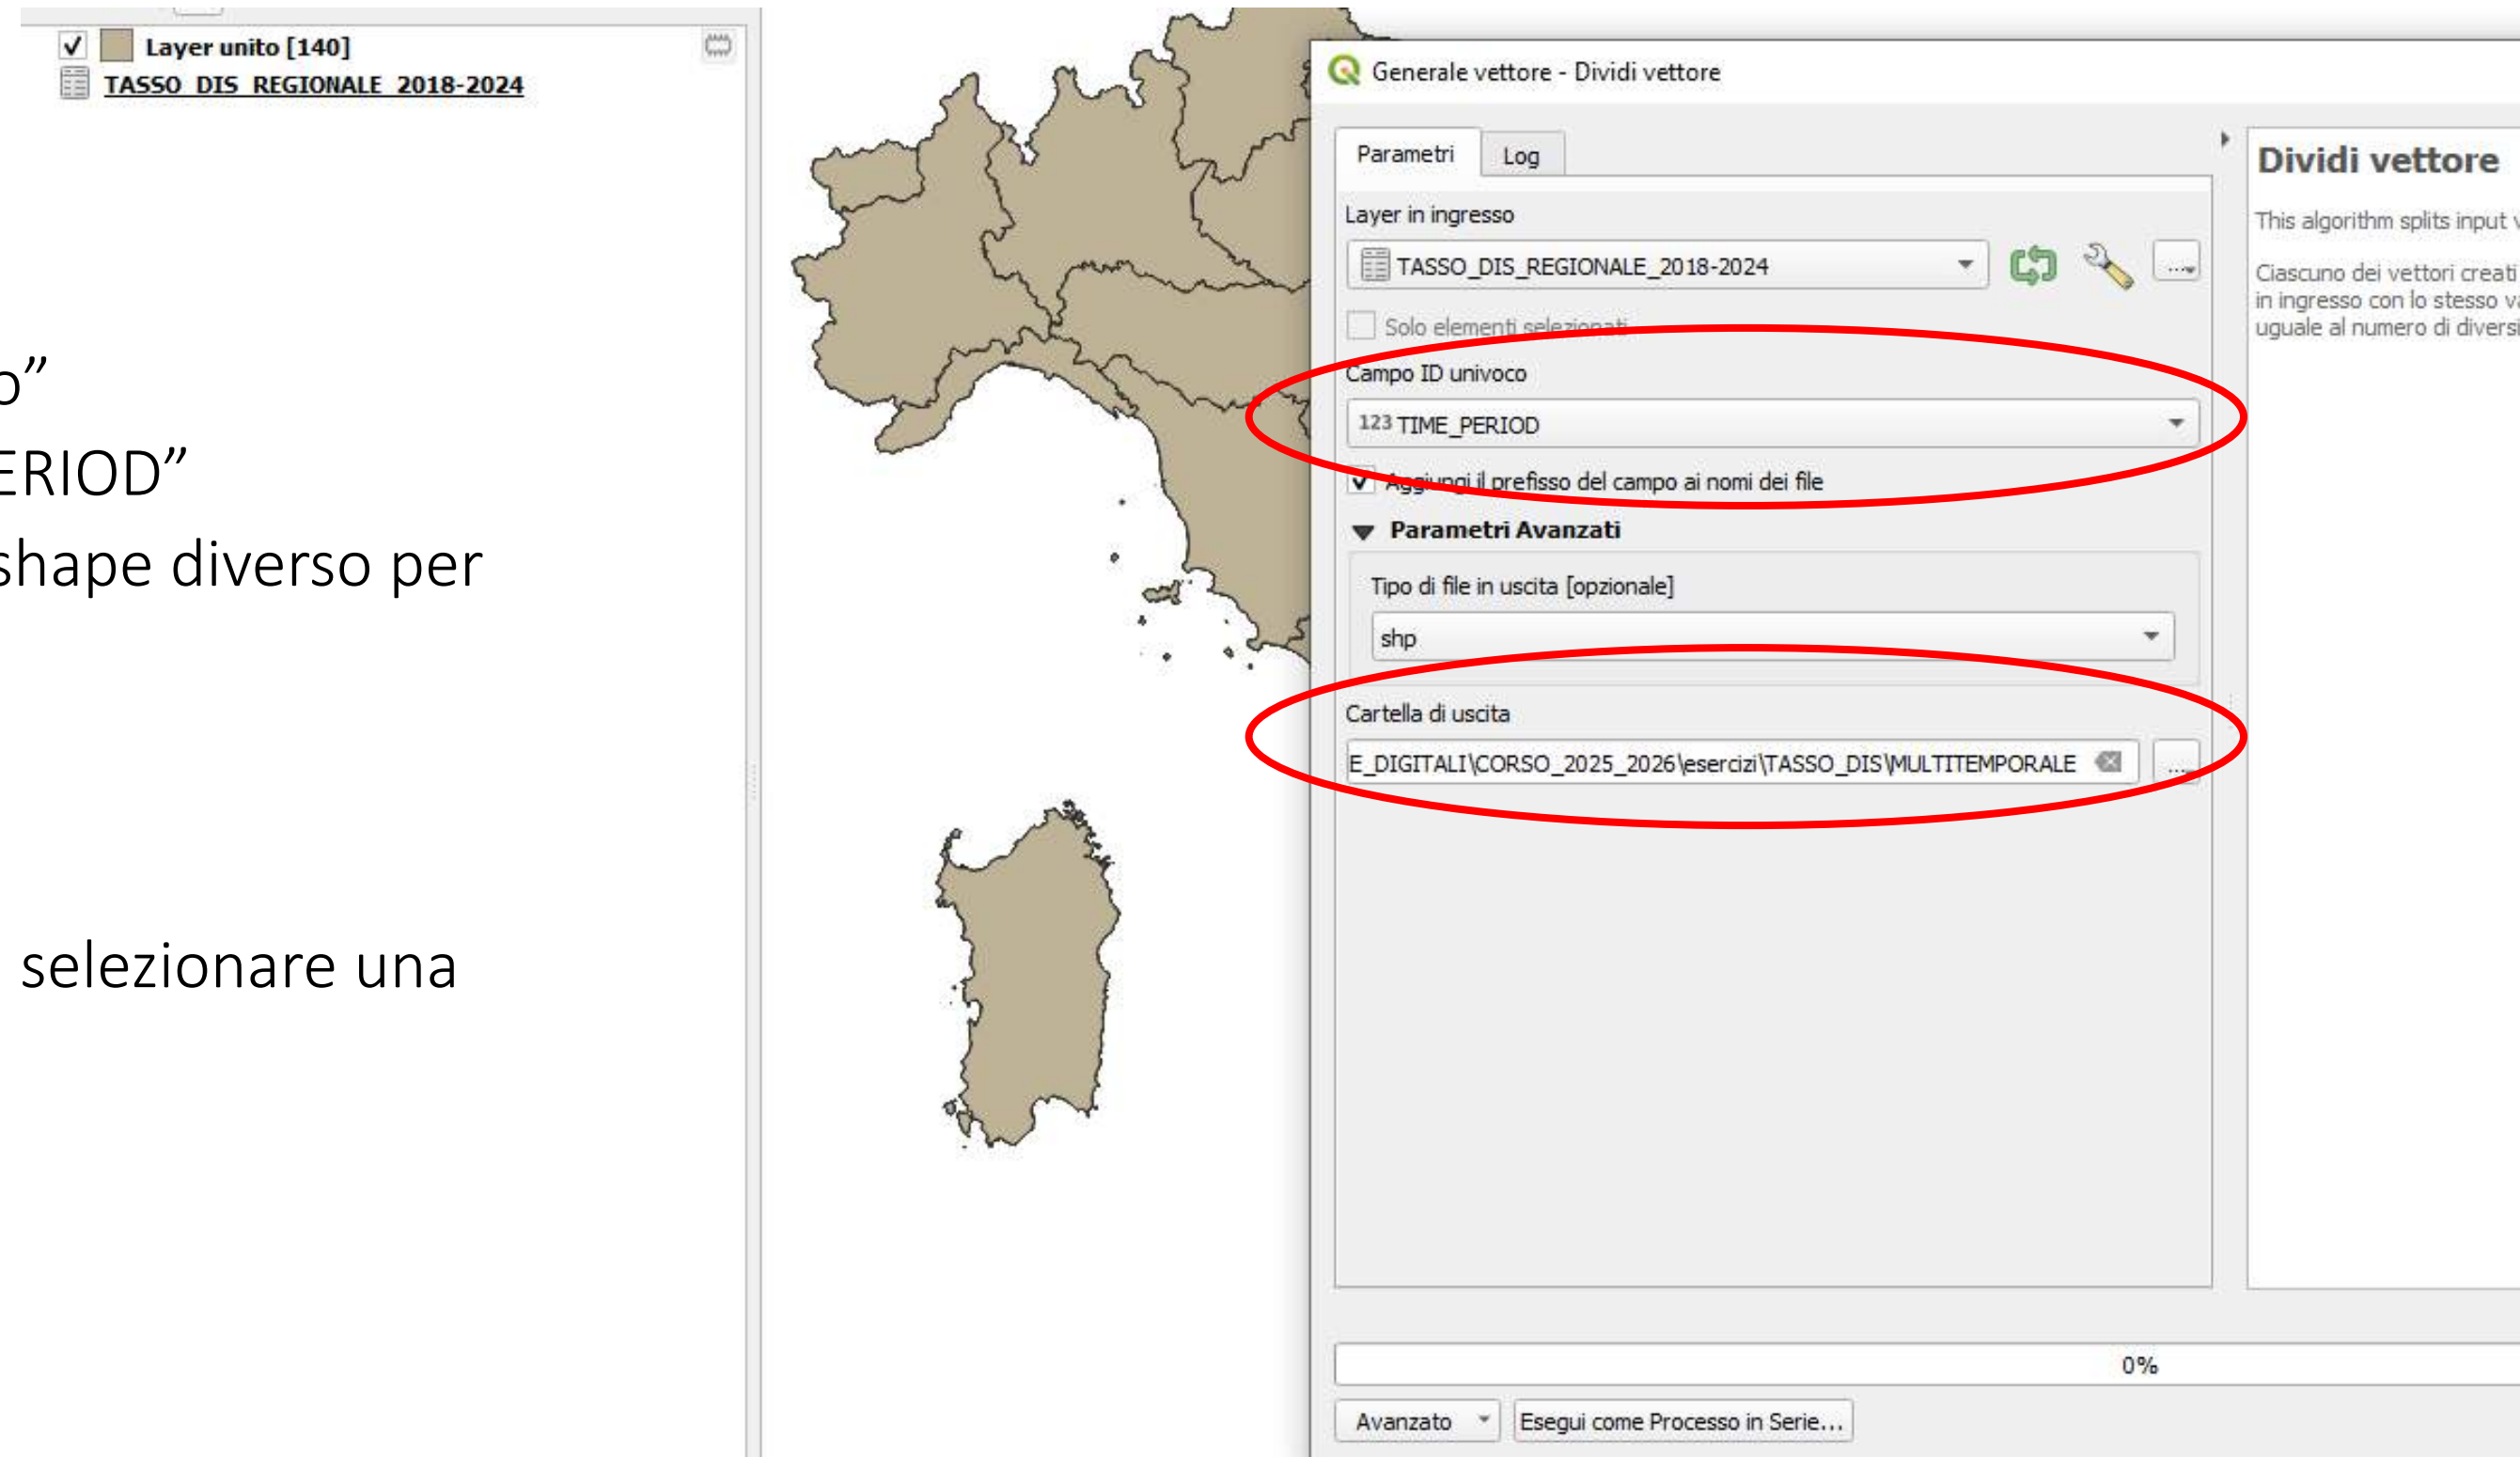 Layer unito [140]
TASSO_DIS_REGIONALE_2018-2024
o”
ERIOD”
shape diverso per
selezionare una
Generale vettore - Dividi vettore
Parametri
Log
Layer in ingresso
TASSO_DIS_REGIONALE_2018-2024
...
Solo elementi selezionati
Campo ID univoco
123 TIME_PERIOD
Aggiungi il prefisso del campo ai nomi dei file
Parametri Avanzati
Tipo di file in uscita [opzionale]
shp
Cartella di uscita
E_DIGITALI\CORSO_2025_2026\esercizi\TASSO_DIS\MULTITEMPORALE
...
Dividi vettore
This algorithm splits input
Ciascuno dei vettori creati
in ingresso con lo stesso
uguale al numero di diversi
0%
Avanzato
Esegui come Processo in Serie...